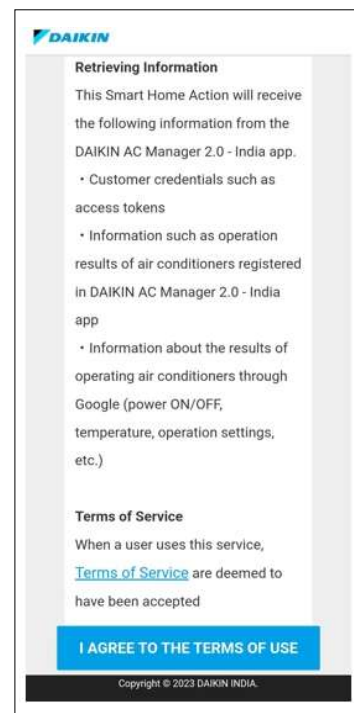 DAIKIN
Retrieving Information
This Smart Home Action will receive
the following information from the
DAIKIN AC Manager 2.0 - India app.
・Customer credentials such as
access tokens
・Information such as operation
results of air conditioners registered
in DAIKIN AC Manager 2.0 - India
app
・Information about the results of
operating air conditioners through
Google (power ON/OFF,
temperature, operation settings,
etc.)
Terms of Service
When a user uses this service,
Terms of Service are deemed to
have been accepted
I AGREE TO THE TERMS OF USE
Copyright © 2023 DAIKIN INDIA.